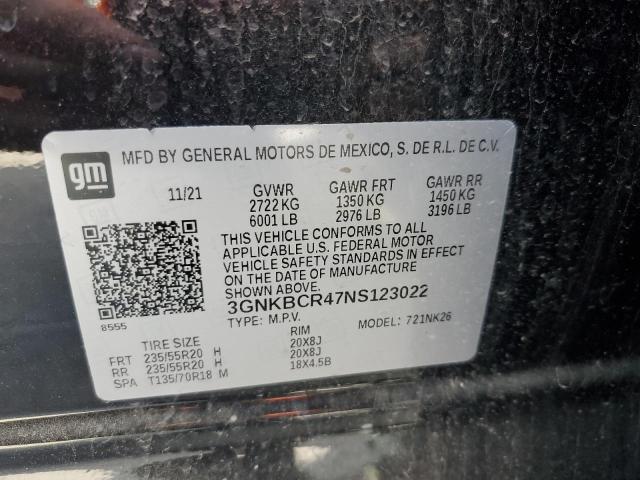 gm
MFD BY GENERAL MOTORS DE MEXICO, S. DE R.L. DE C.V.
11/21 GVWR GAWR FRT GAWR RR
2722 KG 1350 KG 1450 KG
6001 LB 2976 LB 3196 LB
THIS VEHICLE CONFORMS TO ALL
APPLICABLE U.S. FEDERAL MOTOR
VEHICLE SAFETY STANDARDS IN EFFECT
ON THE DATE OF MANUFACTURE
SHOWN ABOVE.
3GNKBCR47NS123022
8555 TYPE: M.P.V. MODEL: 721NK26
TIRE SIZE RIM
FRT 235/55R20 H 20X8J
RR 235/55R20 H 20X8J
SPA T135/70R18 M 18X4.5B